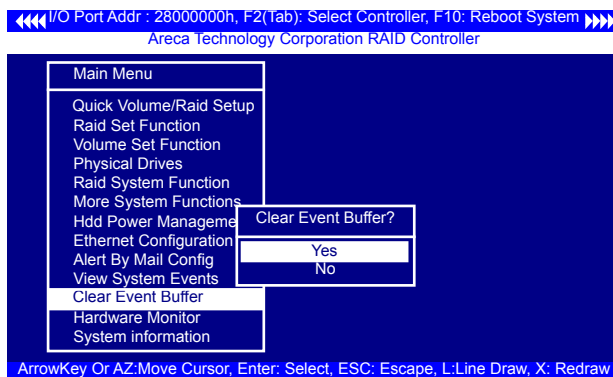 I/O Port Addr : 28000000h, F2(Tab): Select Controller, F10: Reboot System
Areca Technology Corporation RAID Controller
Main Menu
Quick Volume/Raid Setup
Raid Set Function
Volume Set Function
Physical Drives
Raid System Function
More System Functions
Hdd Power Manageme
Ethernet Configuration
Alert By Mail Config
View System Events
Clear Event Buffer
Hardware Monitor
System information
Clear Event Buffer?
Yes
No
ArrowKey Or AZ:Move Cursor, Enter: Select, ESC: Escape, L:Line Draw, X: Redraw